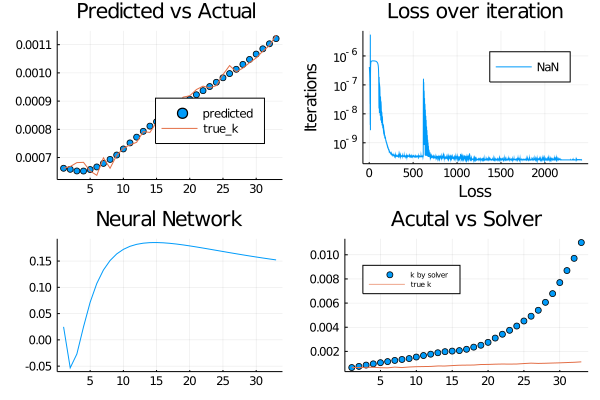 Predicted vs Actual
0.0011
0.0010
0.0009
0.0008
0.0007
predicted
true_k
5 10 15 20 25 30
Loss over iteration
Iterations
10⁻⁶
10⁻⁷
10⁻⁸
10⁻⁹
NaN
0 500 1000 1500 2000
Loss
Neural Network
0.15
0.10
0.05
0.00
-0.05
5 10 15 20 25 30
Acutal vs Solver
0.010
0.008
0.006
0.004
0.002
k by solver
true k
5 10 15 20 25 30